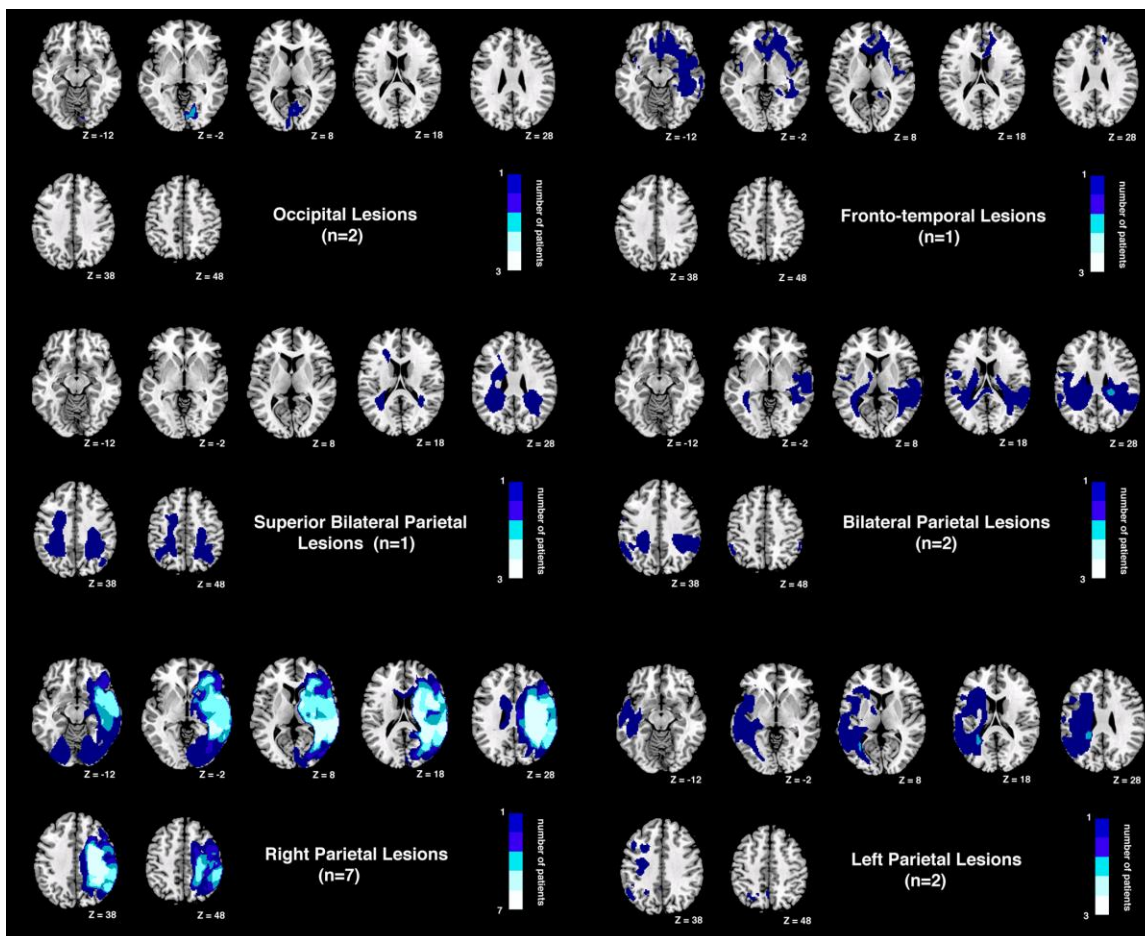 Z = -12
Z = -2
Z = 8
Z = 18
Z = 28
Z = 38
Z = 48
Occipital Lesions
(n=2)
1
number of patients
3
Z = -12
Z = -2
Z = 8
Z = 18
Z = 28
Z = 38
Z = 48
Fronto-temporal Lesions
(n=1)
1
number of patients
3
Z = -12
Z = -2
Z = 8
Z = 18
Z = 28
Z = 38
Z = 48
Superior Bilateral Parietal
Lesions (n=1)
1
number of patients
3
Z = -12
Z = -2
Z = 8
Z = 18
Z = 28
Z = 38
Z = 48
Bilateral Parietal Lesions
(n=2)
1
number of patients
3
Z = -12
Z = -2
Z = 8
Z = 18
Z = 28
Z = 38
Z = 48
Right Parietal Lesions
(n=7)
1
number of patients
7
Z = -12
Z = -2
Z = 8
Z = 18
Z = 28
Z = 38
Z = 48
Left Parietal Lesions
(n=2)
1
number of patients
3